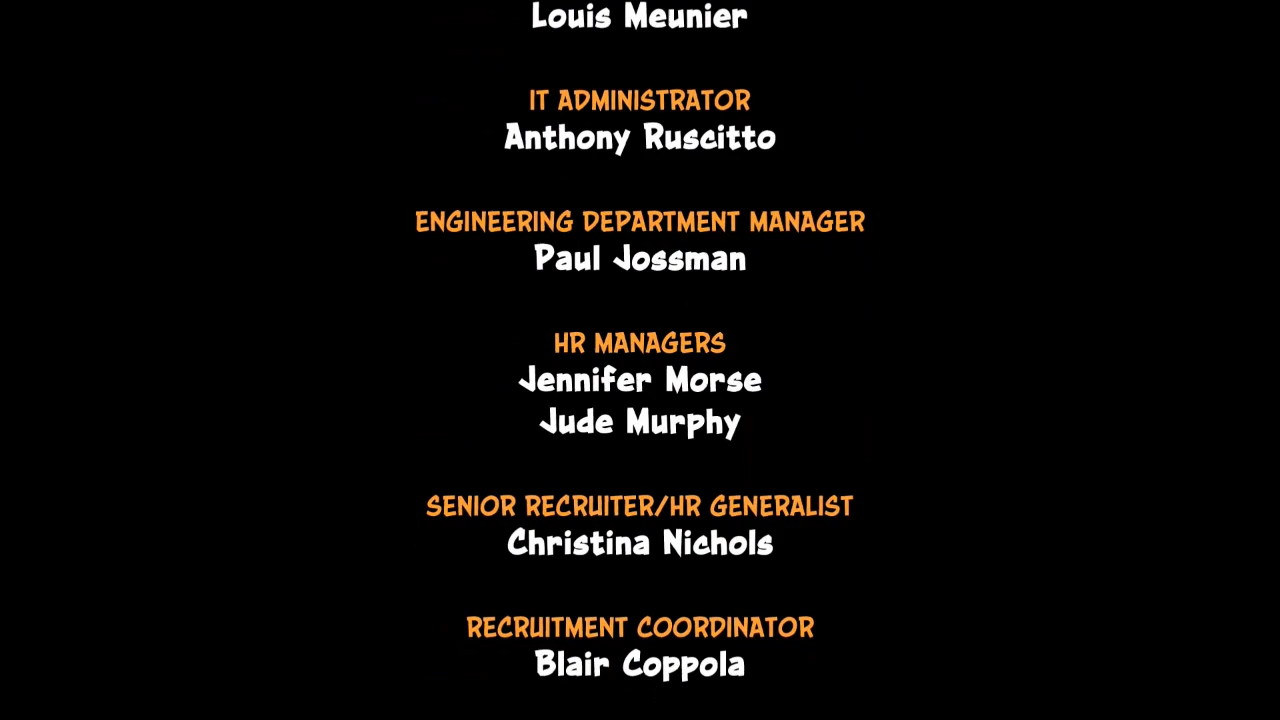 Louis Meunier
IT ADMINISTRATOR
Anthony Ruscitto
ENGINEERING DEPARTMENT MANAGER
Paul Jossman
HR MANAGERS
Jennifer Morse
Jude Murphy
SENIOR RECRUITER/HR GENERALIST
Christina Nichols
RECRUITMENT COORDINATOR
Blair Coppola